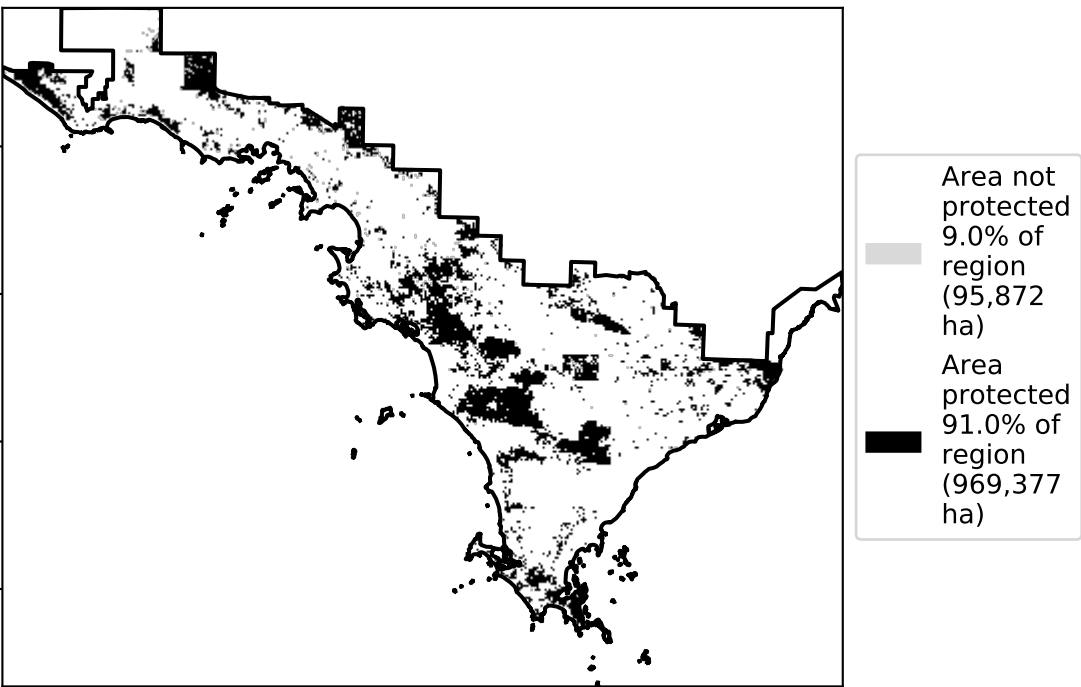 Area not
protected
9.0% of
region
(95,872
ha)
Area
protected
91.0% of
region
(969,377
ha)